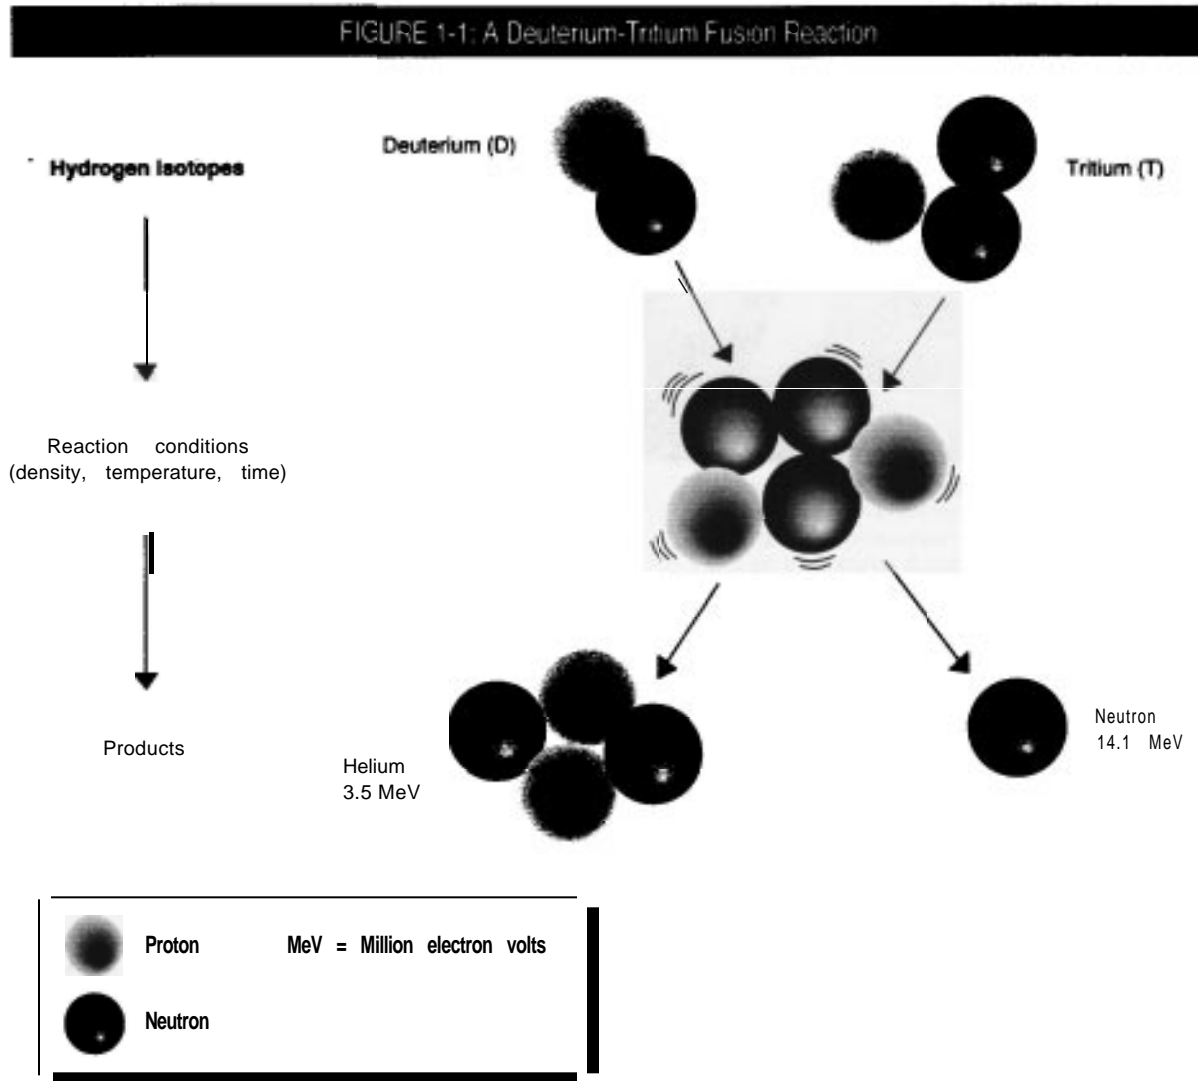 FIGURE 1-1: A Deuterium-Tritium Fusion Reaction
Hydrogen Isotopes
Deuterium (D)
Tritium (T)
Reaction conditions
(density, temperature, time)
Products
Helium
3.5 MeV
Neutron
14.1 MeV
Proton MeV = Million electron volts
Neutron